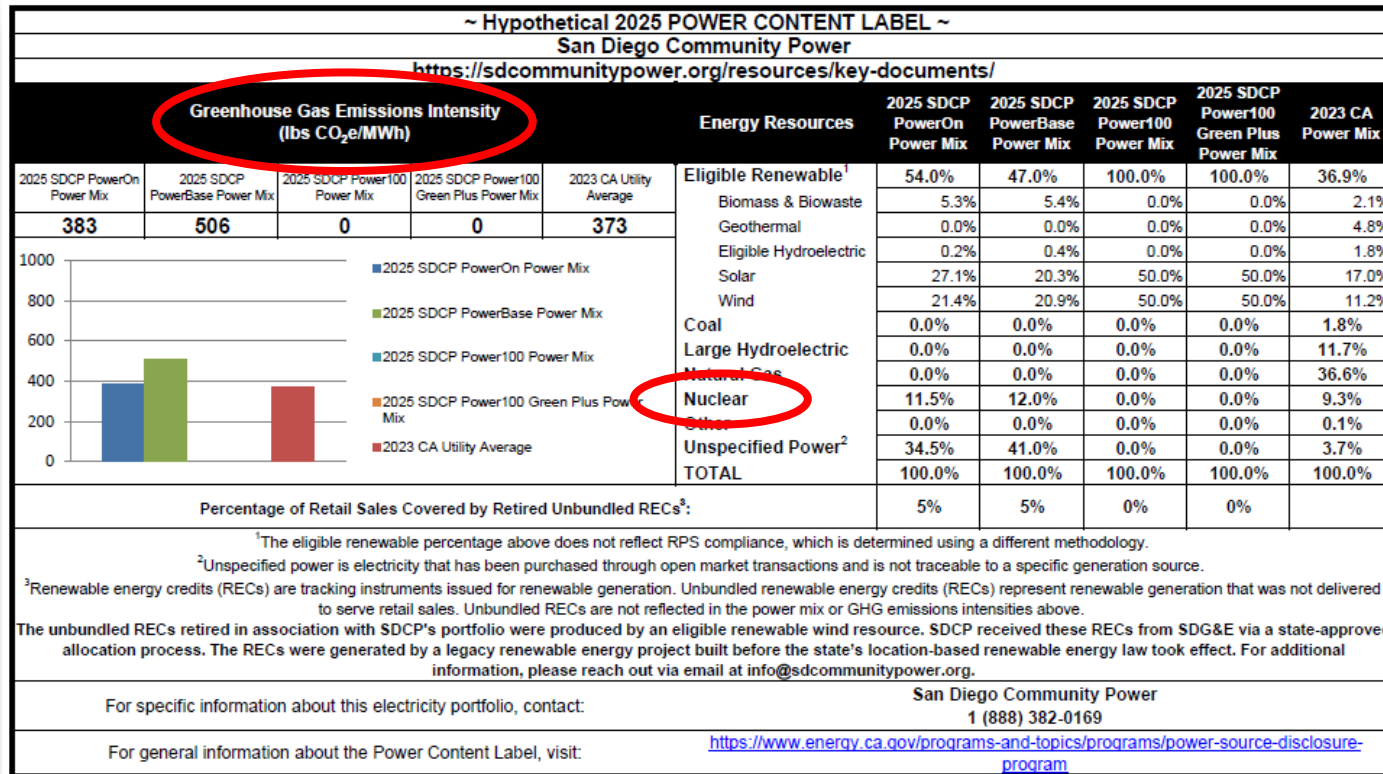 ~ Hypothetical 2025 POWER CONTENT LABEL ~
San Diego Community Power
https://sdcommunitypower.org/resources/key-documents/
Greenhouse Gas Emissions Intensity
(lbs CO₂e/MWh)
2025 SDCP PowerOn Power Mix
2025 SDCP PowerBase Power Mix
2025 SDCP Power100 Power Mix
2025 SDCP Power100 Green Plus Power Mix
2023 CA Utility Average
383 506 0 0 373
1000
800
600
400
200
0
2025 SDCP PowerOn Power Mix
2025 SDCP PowerBase Power Mix
2025 SDCP Power100 Power Mix
2025 SDCP Power100 Green Plus Power
Mix
2023 CA Utility Average
Energy Resources
2025 SDCP PowerOn Power Mix
2025 SDCP PowerBase Power Mix
2025 SDCP Power100 Power Mix
2025 SDCP Power100 Green Plus Power Mix
2023 CA Power Mix
Eligible Renewable¹ 54.0% 47.0% 100.0% 100.0% 36.9%
Biomass & Biowaste 5.3% 5.4% 0.0% 0.0% 2.1%
Geothermal 0.0% 0.0% 0.0% 0.0% 4.8%
Eligible Hydroelectric 0.2% 0.4% 0.0% 0.0% 1.8%
Solar 27.1% 20.3% 50.0% 50.0% 17.0%
Wind 21.4% 20.9% 50.0% 50.0% 11.2%
Coal 0.0% 0.0% 0.0% 0.0% 1.8%
Large Hydroelectric 0.0% 0.0% 0.0% 0.0% 11.7%
Natural Gas 0.0% 0.0% 0.0% 0.0% 36.6%
Nuclear 11.5% 12.0% 0.0% 0.0% 9.3%
Other 0.0% 0.0% 0.0% 0.0% 0.1%
Unspecified Power² 34.5% 41.0% 0.0% 0.0% 3.7%
TOTAL 100.0% 100.0% 100.0% 100.0% 100.0%
Percentage of Retail Sales Covered by Retired Unbundled RECs³: 5% 5% 0% 0%
¹The eligible renewable percentage above does not reflect RPS compliance, which is determined using a different methodology.
²Unspecified power is electricity that has been purchased through open market transactions and is not traceable to a specific generation source.
³Renewable energy credits (RECs) are tracking instruments issued for renewable generation. Unbundled renewable energy credits (RECs) represent renewable generation that was not delivered
to serve retail sales. Unbundled RECs are not reflected in the power mix or GHG emissions intensities above.
The unbundled RECs retired in association with SDCP's portfolio were produced by an eligible renewable wind resource. SDCP received these RECs from SDG&E via a state-approved
allocation process. The RECs were generated by a legacy renewable energy project built before the state's location-based renewable energy law took effect. For additional
information, please reach out via email at info@sdcommunitypower.org.
For specific information about this electricity portfolio, contact:
San Diego Community Power
1 (888) 382-0169
For general information about the Power Content Label, visit:
https://www.energy.ca.gov/programs-and-topics/programs/power-source-disclosure-
program